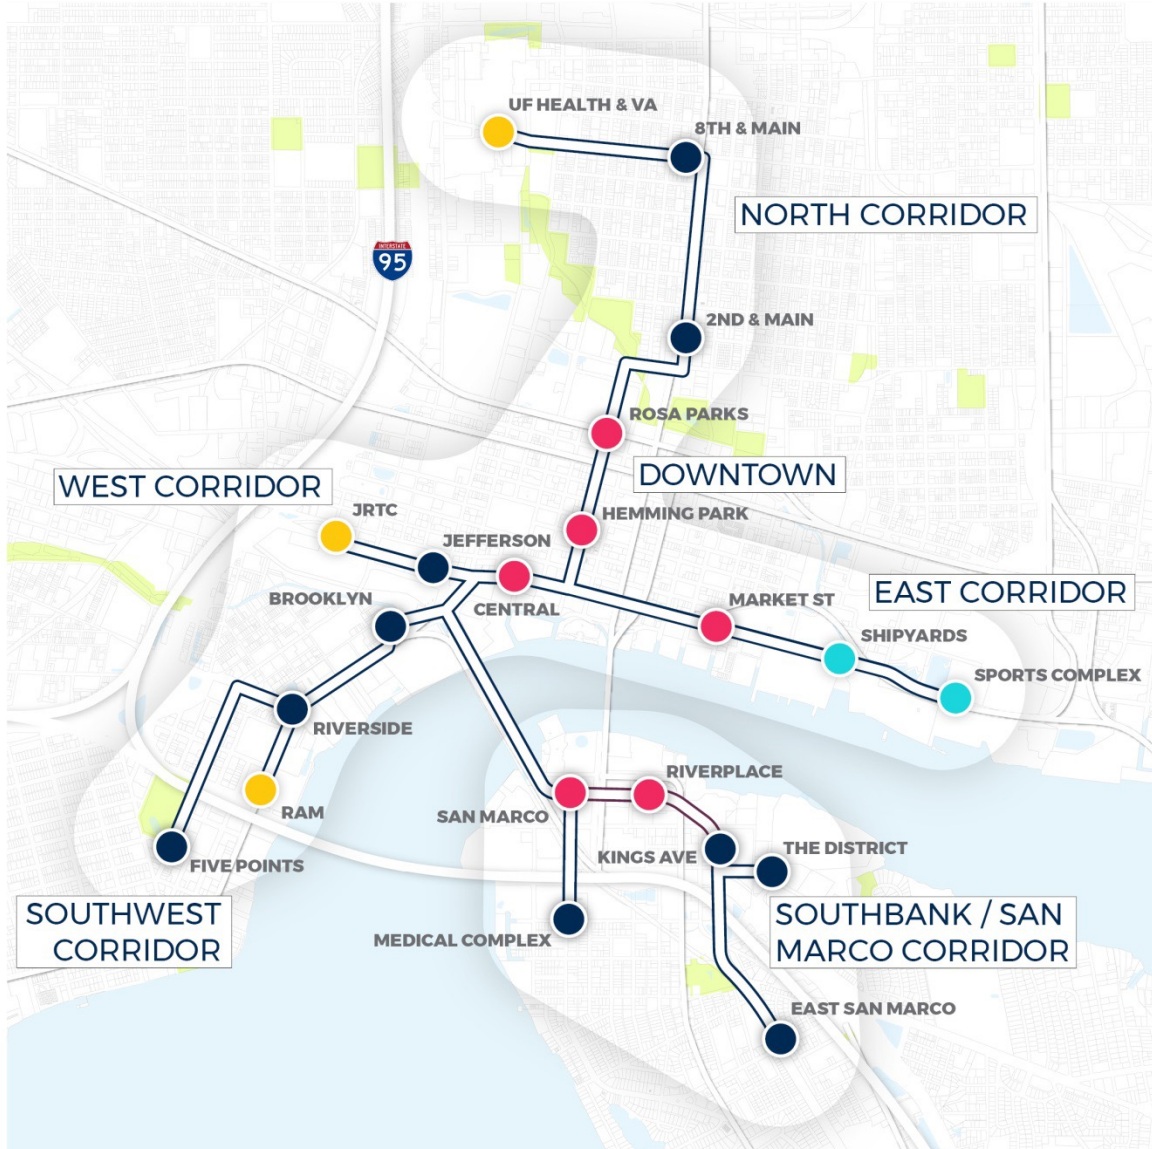 UF HEALTH & VA
8TH & MAIN
NORTH CORRIDOR
INTERSTATE
95
2ND & MAIN
ROSA PARKS
DOWNTOWN
WEST CORRIDOR
JRTC
HEMMING PARK
JEFFERSON
EAST CORRIDOR
BROOKLYN
CENTRAL
MARKET ST
SHIPYARDS
SPORTS COMPLEX
RIVERSIDE
RIVERPLACE
RAM
SAN MARCO
KINGS AVE
THE DISTRICT
FIVE POINTS
SOUTHWEST
CORRIDOR
SOUTHBANK / SAN
MARCO CORRIDOR
MEDICAL COMPLEX
EAST SAN MARCO